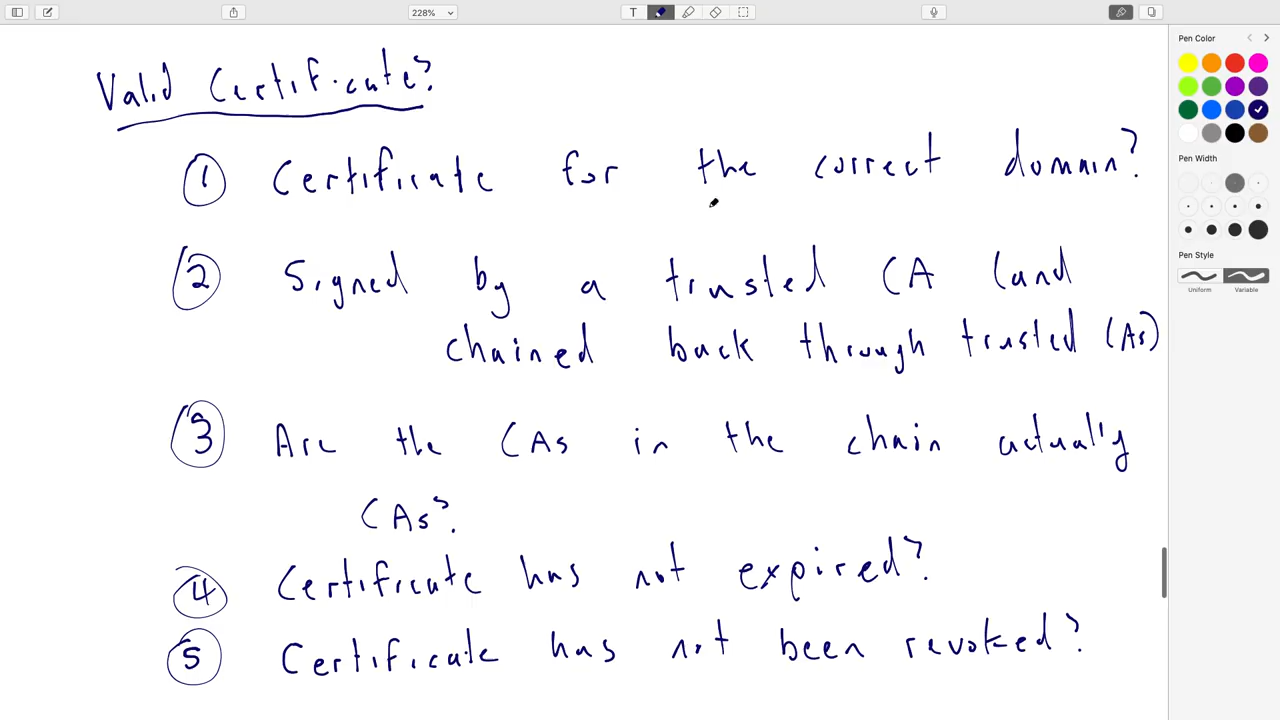 228%
T
Pen Color
Valid Certificate?
① Certificate for the correct domain?
② Signed by a trusted CA (and
chained back through trusted CAs)
③ Are the CAs in the chain actually
CAs?
④ Certificate has not expired?
⑤ Certificate has not been revoked?
Pen Width
Pen Style
Uniform Variable